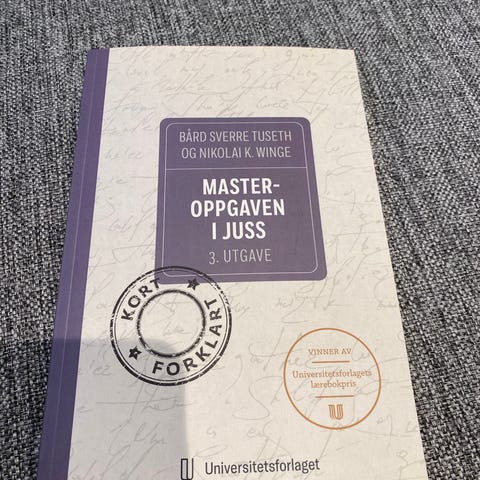 BÅRD SVERRE TUSETH
OG NIKOLAI K. WINGE
MASTER-
OPPGAVEN
I JUSS
3. UTGAVE
KORT
FORKLART
VINNER AV
Universitetsforlagets
lærebokpris
Universitetsforlaget